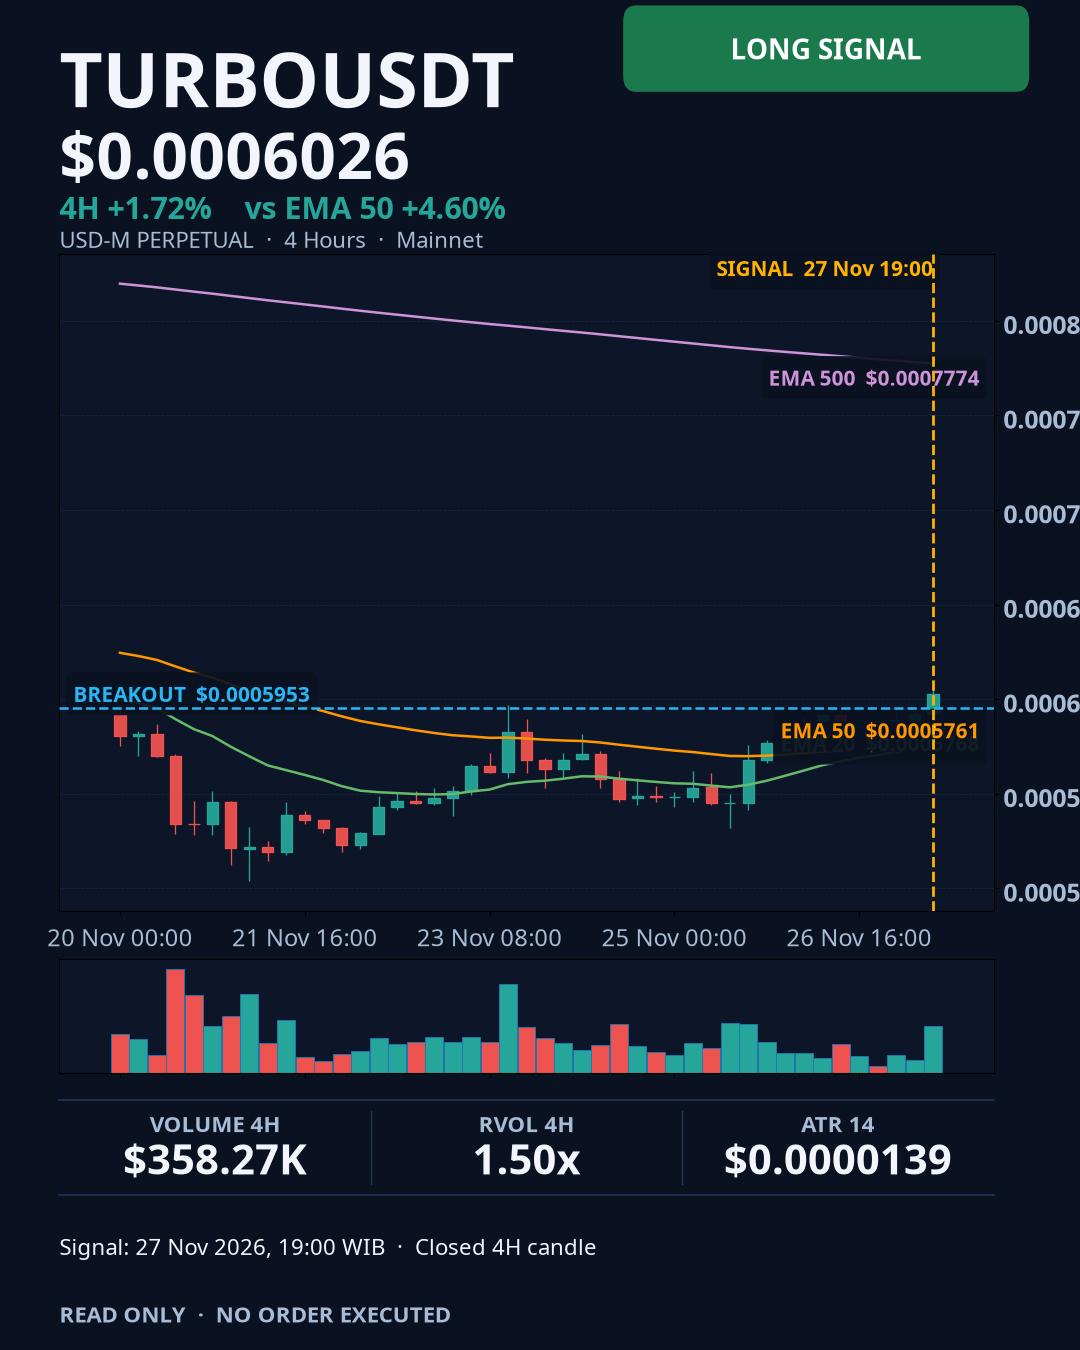 LONG SIGNAL
TURBOUSDT
$0.0006026
4H +1.72% vs EMA 50 +4.60%
USD-M PERPETUAL · 4 Hours · Mainnet
SIGNAL 27 Nov 19:00
0.0008
EMA 500 $0.0007774
0.0007
0.0007
0.0006
BREAKOUT $0.0005953
0.0006
EMA 50 $0.0005761
EMA 20 $0.0005768
0.0005
0.0005
20 Nov 00:00 21 Nov 16:00 23 Nov 08:00 25 Nov 00:00 26 Nov 16:00
VOLUME 4H RVOL 4H ATR 14
$358.27K 1.50x $0.0000139
Signal: 27 Nov 2026, 19:00 WIB · Closed 4H candle
READ ONLY · NO ORDER EXECUTED